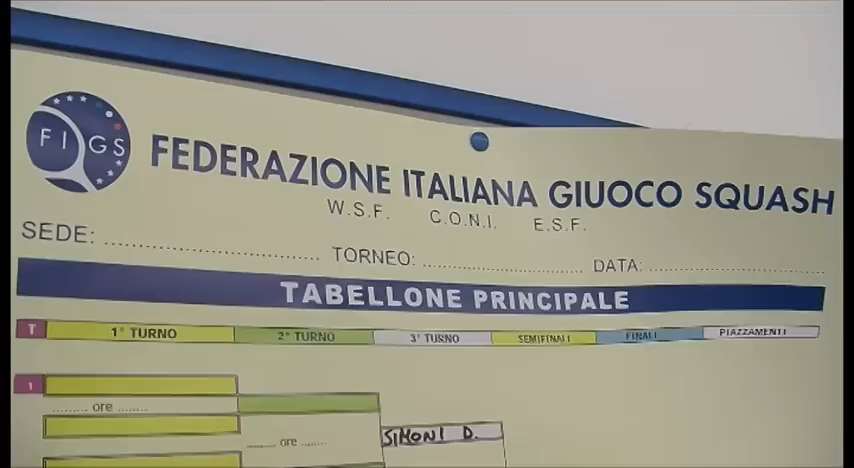 FIGS
FEDERAZIONE ITALIANA GIUOCO SQUASH
W.S.F. C.O.N.I. E.S.F.
SEDE: TORNEO: DATA:
TABELLONE PRINCIPALE
T 1° TURNO 2° TURNO 3° TURNO SEMIFINALI FINALI PIAZZAMENTI
1
ore
ore
SIMONI D.